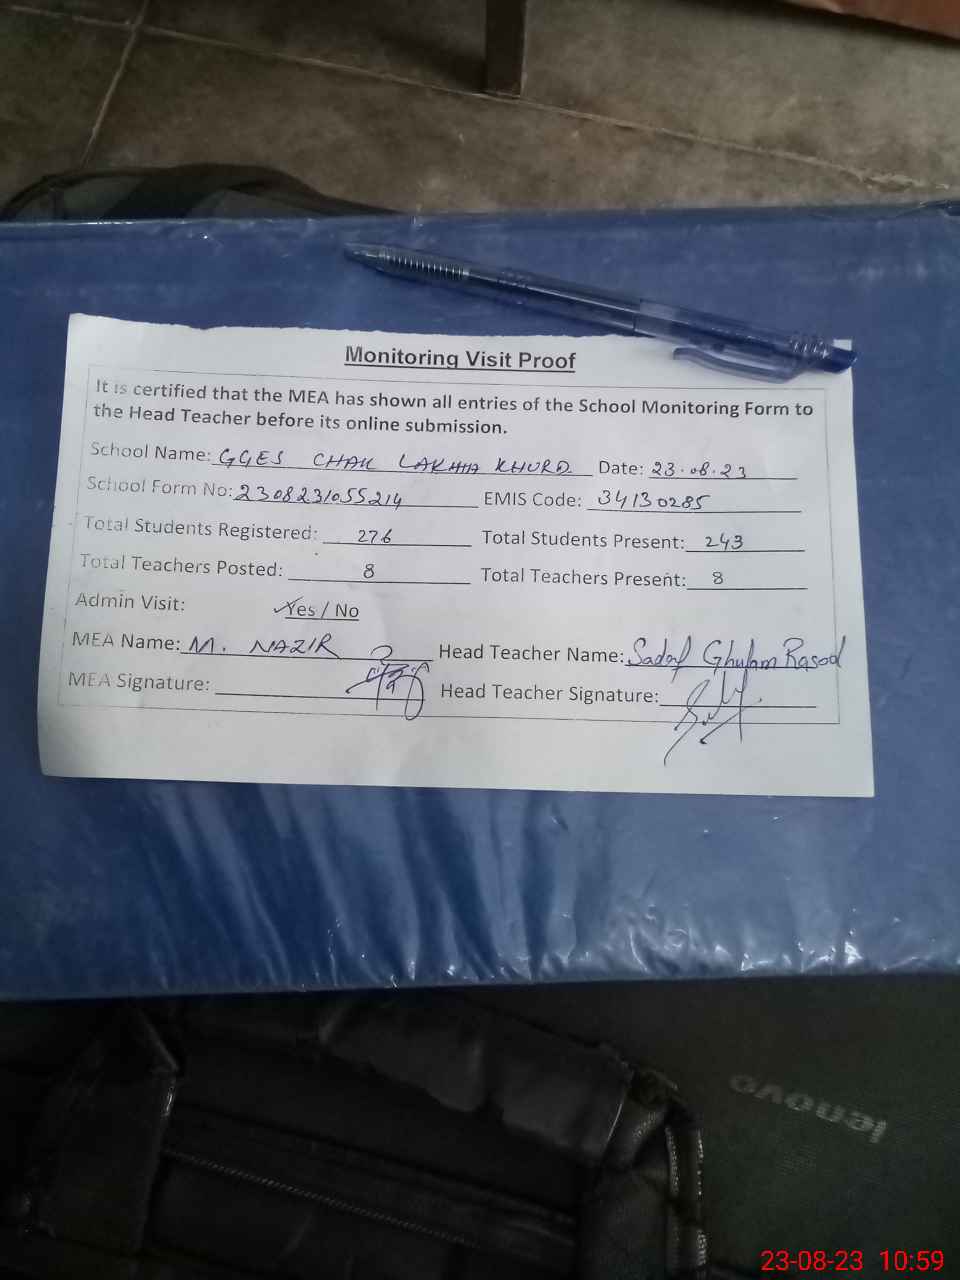 Monitoring Visit Proof
It is certified that the MEA has shown all entries of the School Monitoring Form to
the Head Teacher before its online submission.
School Name: GGES CHAK LAKHIA KHURD Date: 23.08.23
School Form No: 2308231055214 EMIS Code: 34130285
Total Students Registered: 276 Total Students Present: 243
Total Teachers Posted: 8 Total Teachers Present: 8
Admin Visit: Yes / No
MEA Name: M. NAZIR Head Teacher Name: Sadaf Ghulam Rasool
MEA Signature: Head Teacher Signature:
lenovo
23-08-23 10:59